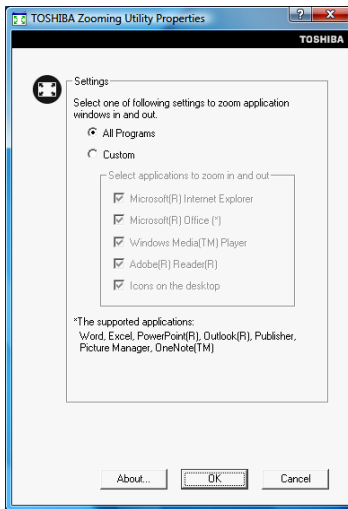 TOSHIBA Zooming Utility Properties
TOSHIBA
Settings
Select one of following settings to zoom application
windows in and out.
All Programs
Custom
Select applications to zoom in and out
Microsoft(R) Internet Explorer
Microsoft(R) Office (*)
Windows Media(TM) Player
Adobe(R) Reader(R)
Icons on the desktop
*The supported applications:
Word, Excel, PowerPoint(R), Outlook(R), Publisher,
Picture Manager, OneNote(TM)
About... OK Cancel